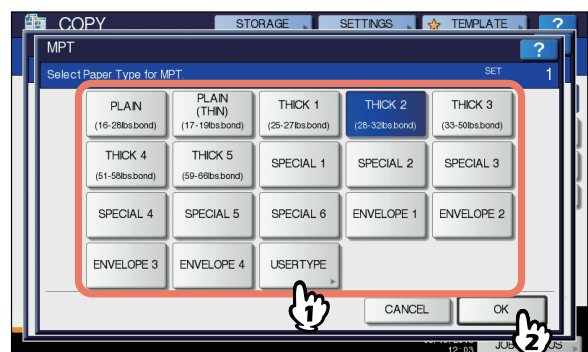 COPY STORAGE SETTINGS TEMPLATE ?
MPT ?
Select Paper Type for MPT. SET 1
PLAIN
(16-28lbs.bond)
PLAIN
(THIN)
(17-19lbs.bond)
THICK 1
(25-27lbs.bond)
THICK 2
(28-32lbs.bond)
THICK 3
(33-50lbs.bond)
THICK 4
(51-58lbs.bond)
THICK 5
(59-66lbs.bond)
SPECIAL 1
SPECIAL 2
SPECIAL 3
SPECIAL 4
SPECIAL 5
SPECIAL 6
ENVELOPE 1
ENVELOPE 2
ENVELOPE 3
ENVELOPE 4
USERTYPE
1
CANCEL
OK
2
12:03